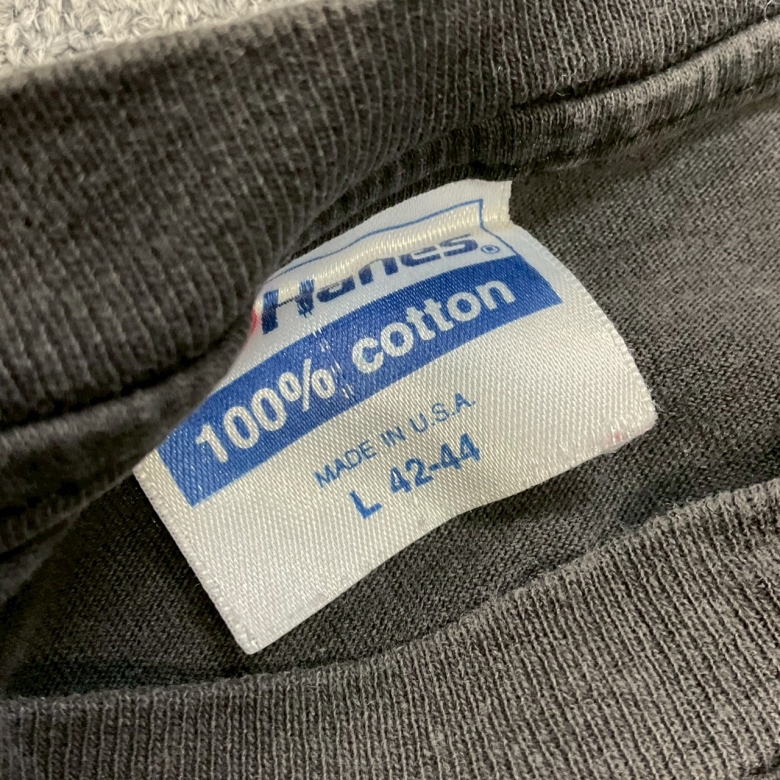 Hanes®
100% cotton
MADE IN U.S.A.
L 42-44